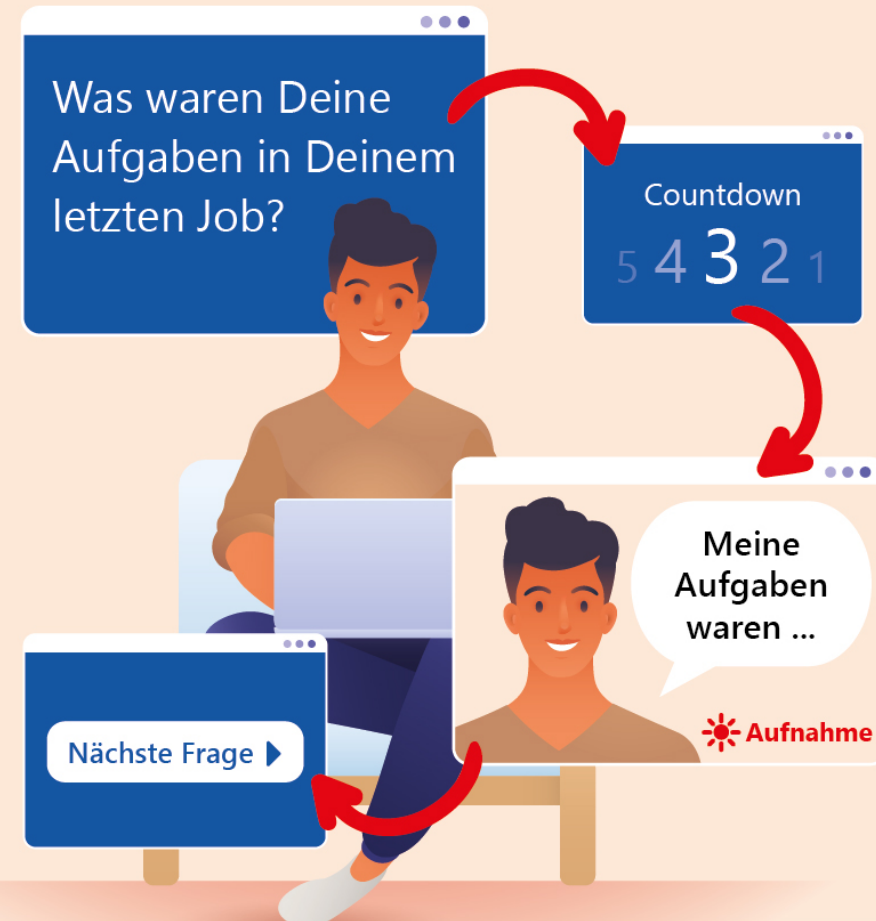 Was waren Deine
Aufgaben in Deinem
letzten Job?
Countdown
5 4 3 2 1
Meine
Aufgaben
waren ...
Aufnahme
Nächste Frage